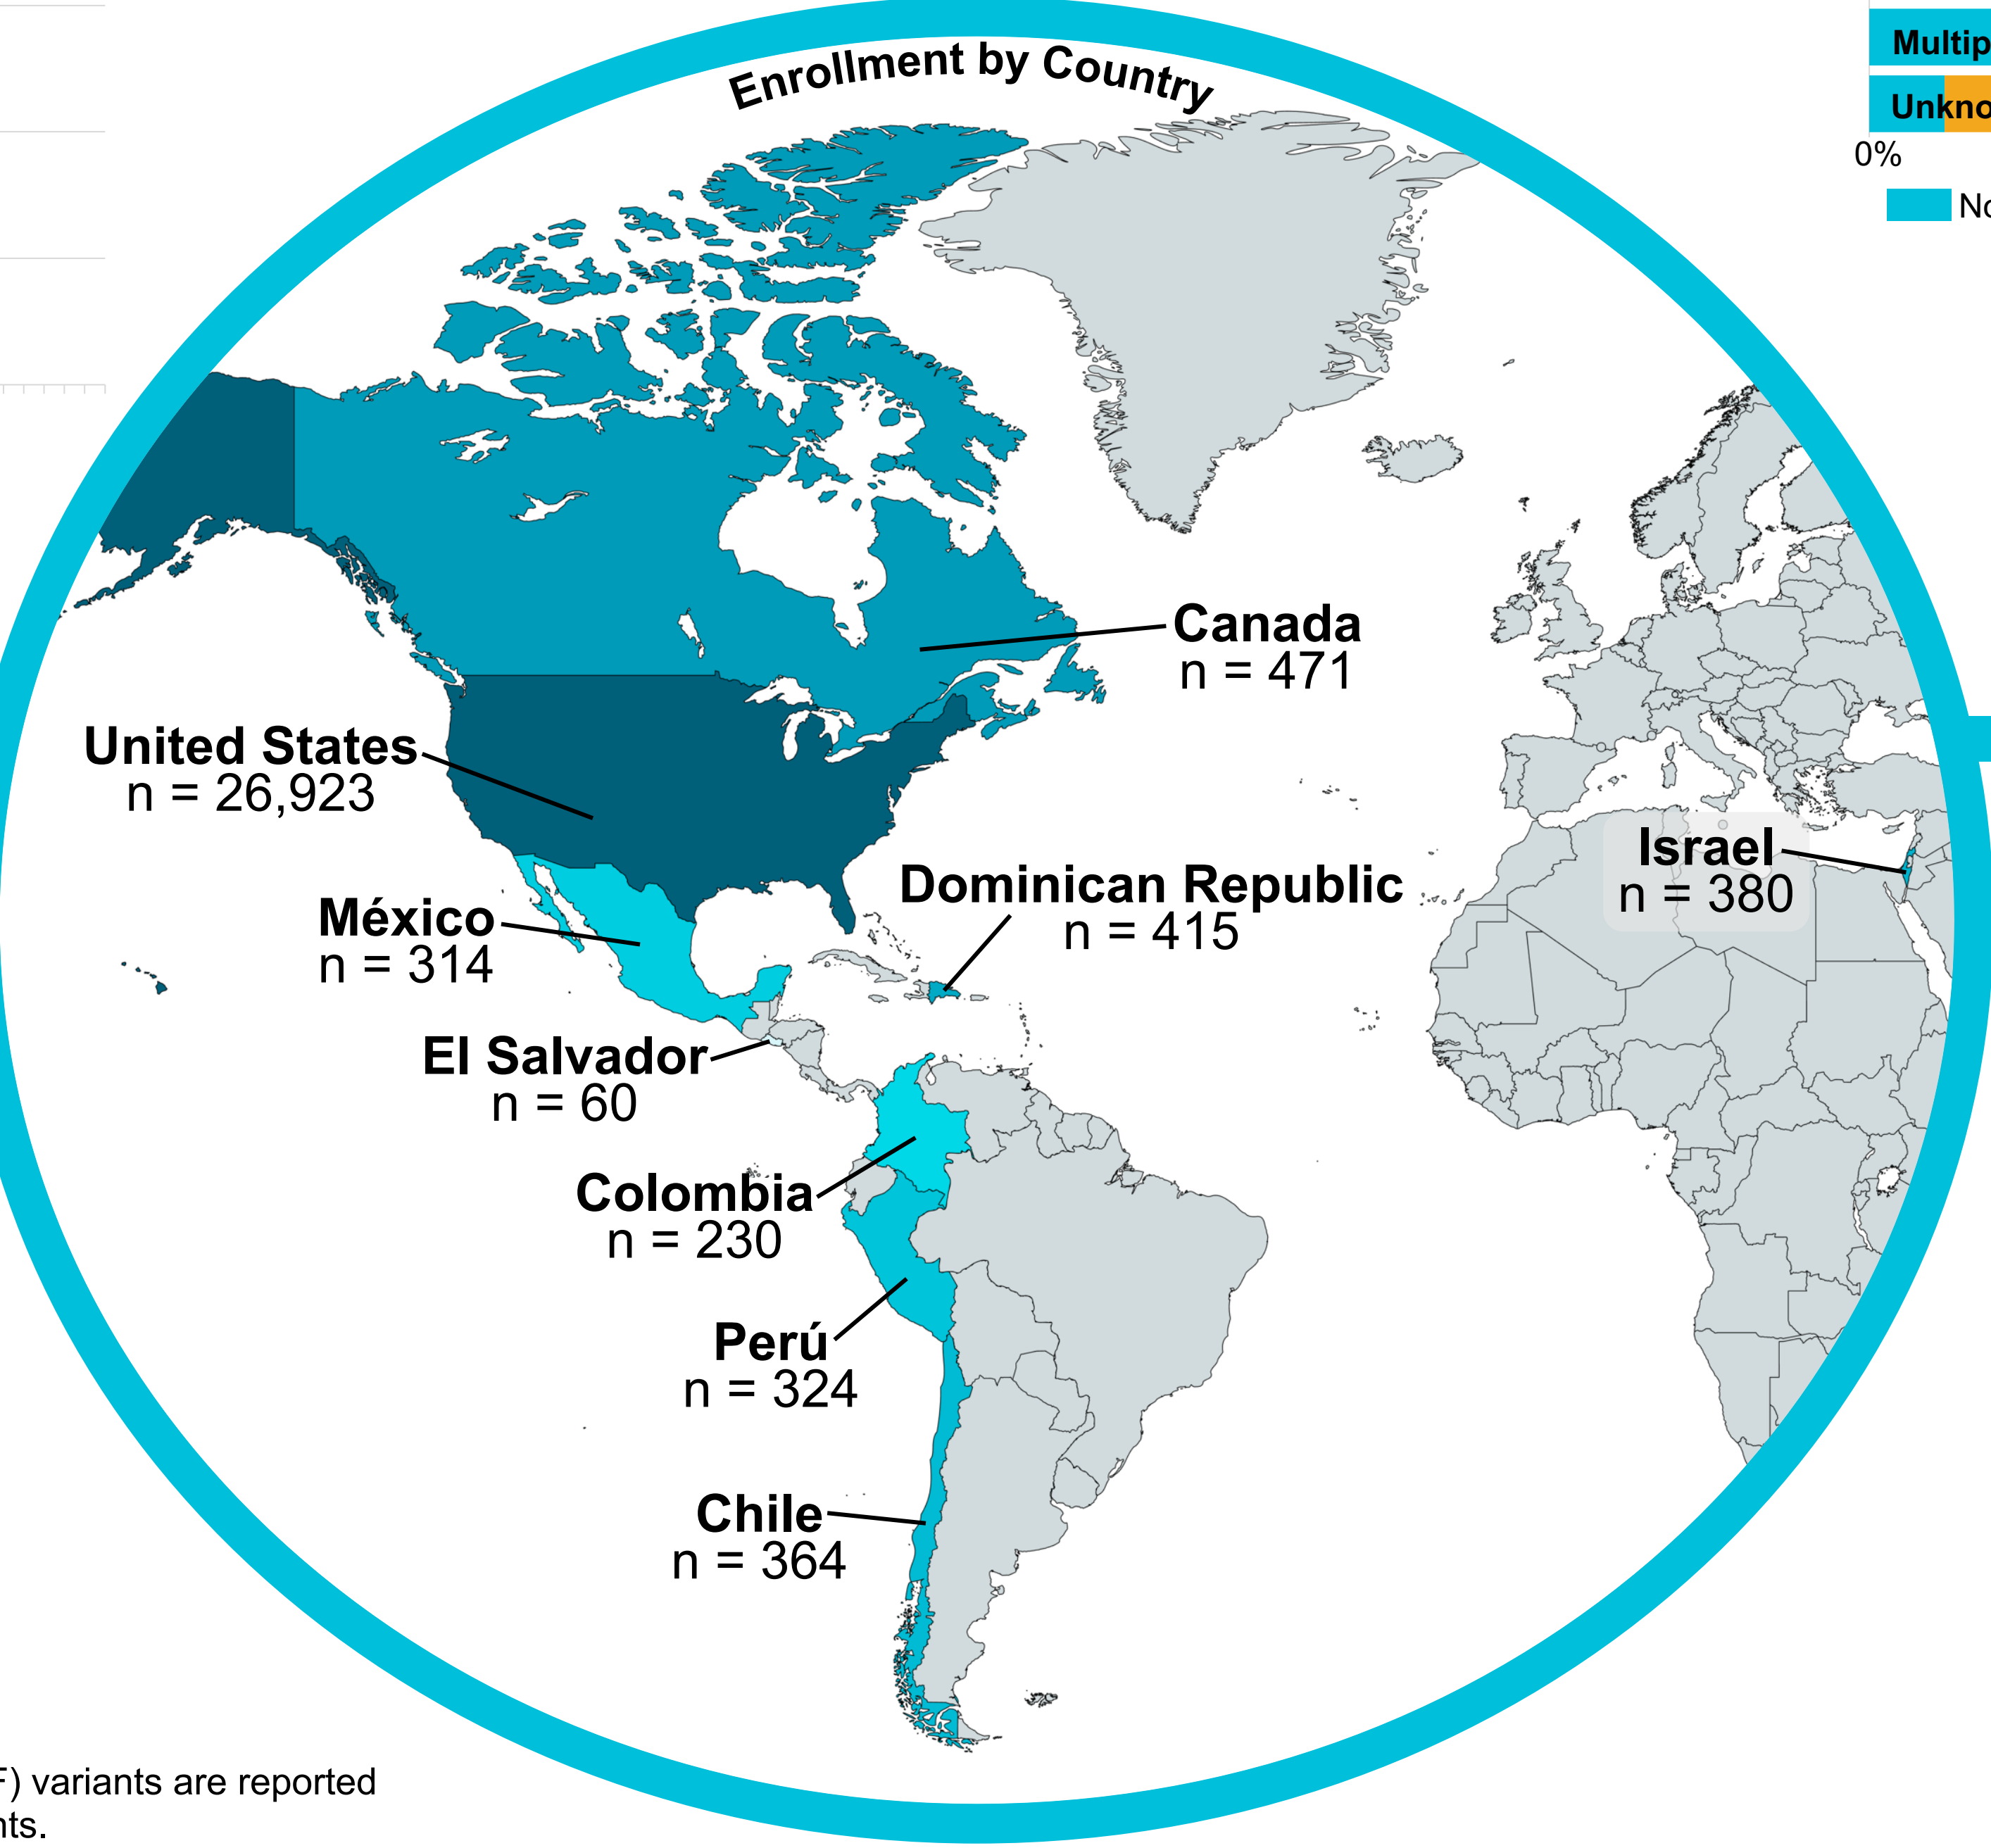 Enrollment by Country
0%
Canada
n = 471
United States
n = 26,923
Israel
n = 380
Dominican Republic
n = 415
México
n = 314
El Salvador
n = 60
Colombia
n = 230
Perú
n = 324
Chile
n = 364
) variants are reported